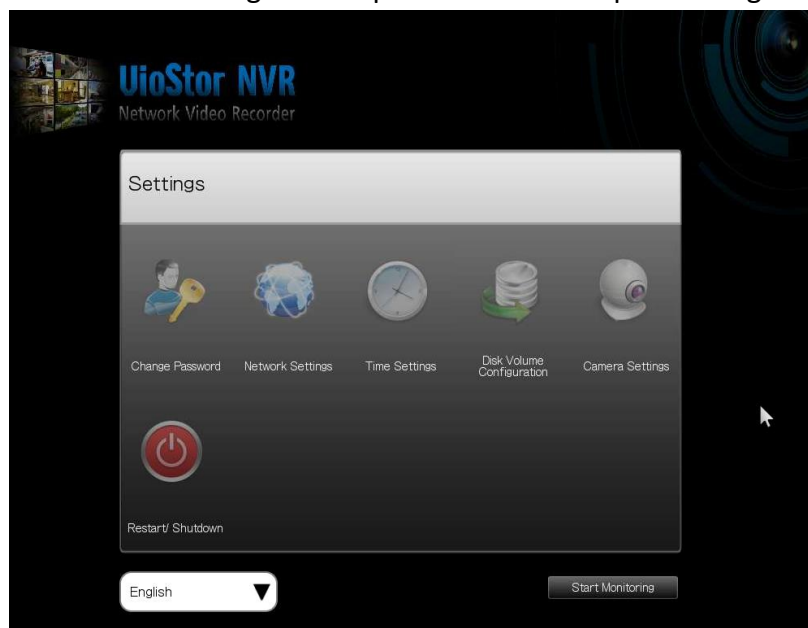 UioStor NVR
Network Video Recorder
Settings
Change Password
Network Settings
Time Settings
Disk Volume
Configuration
Camera Settings
Restart/ Shutdown
English
Start Monitoring